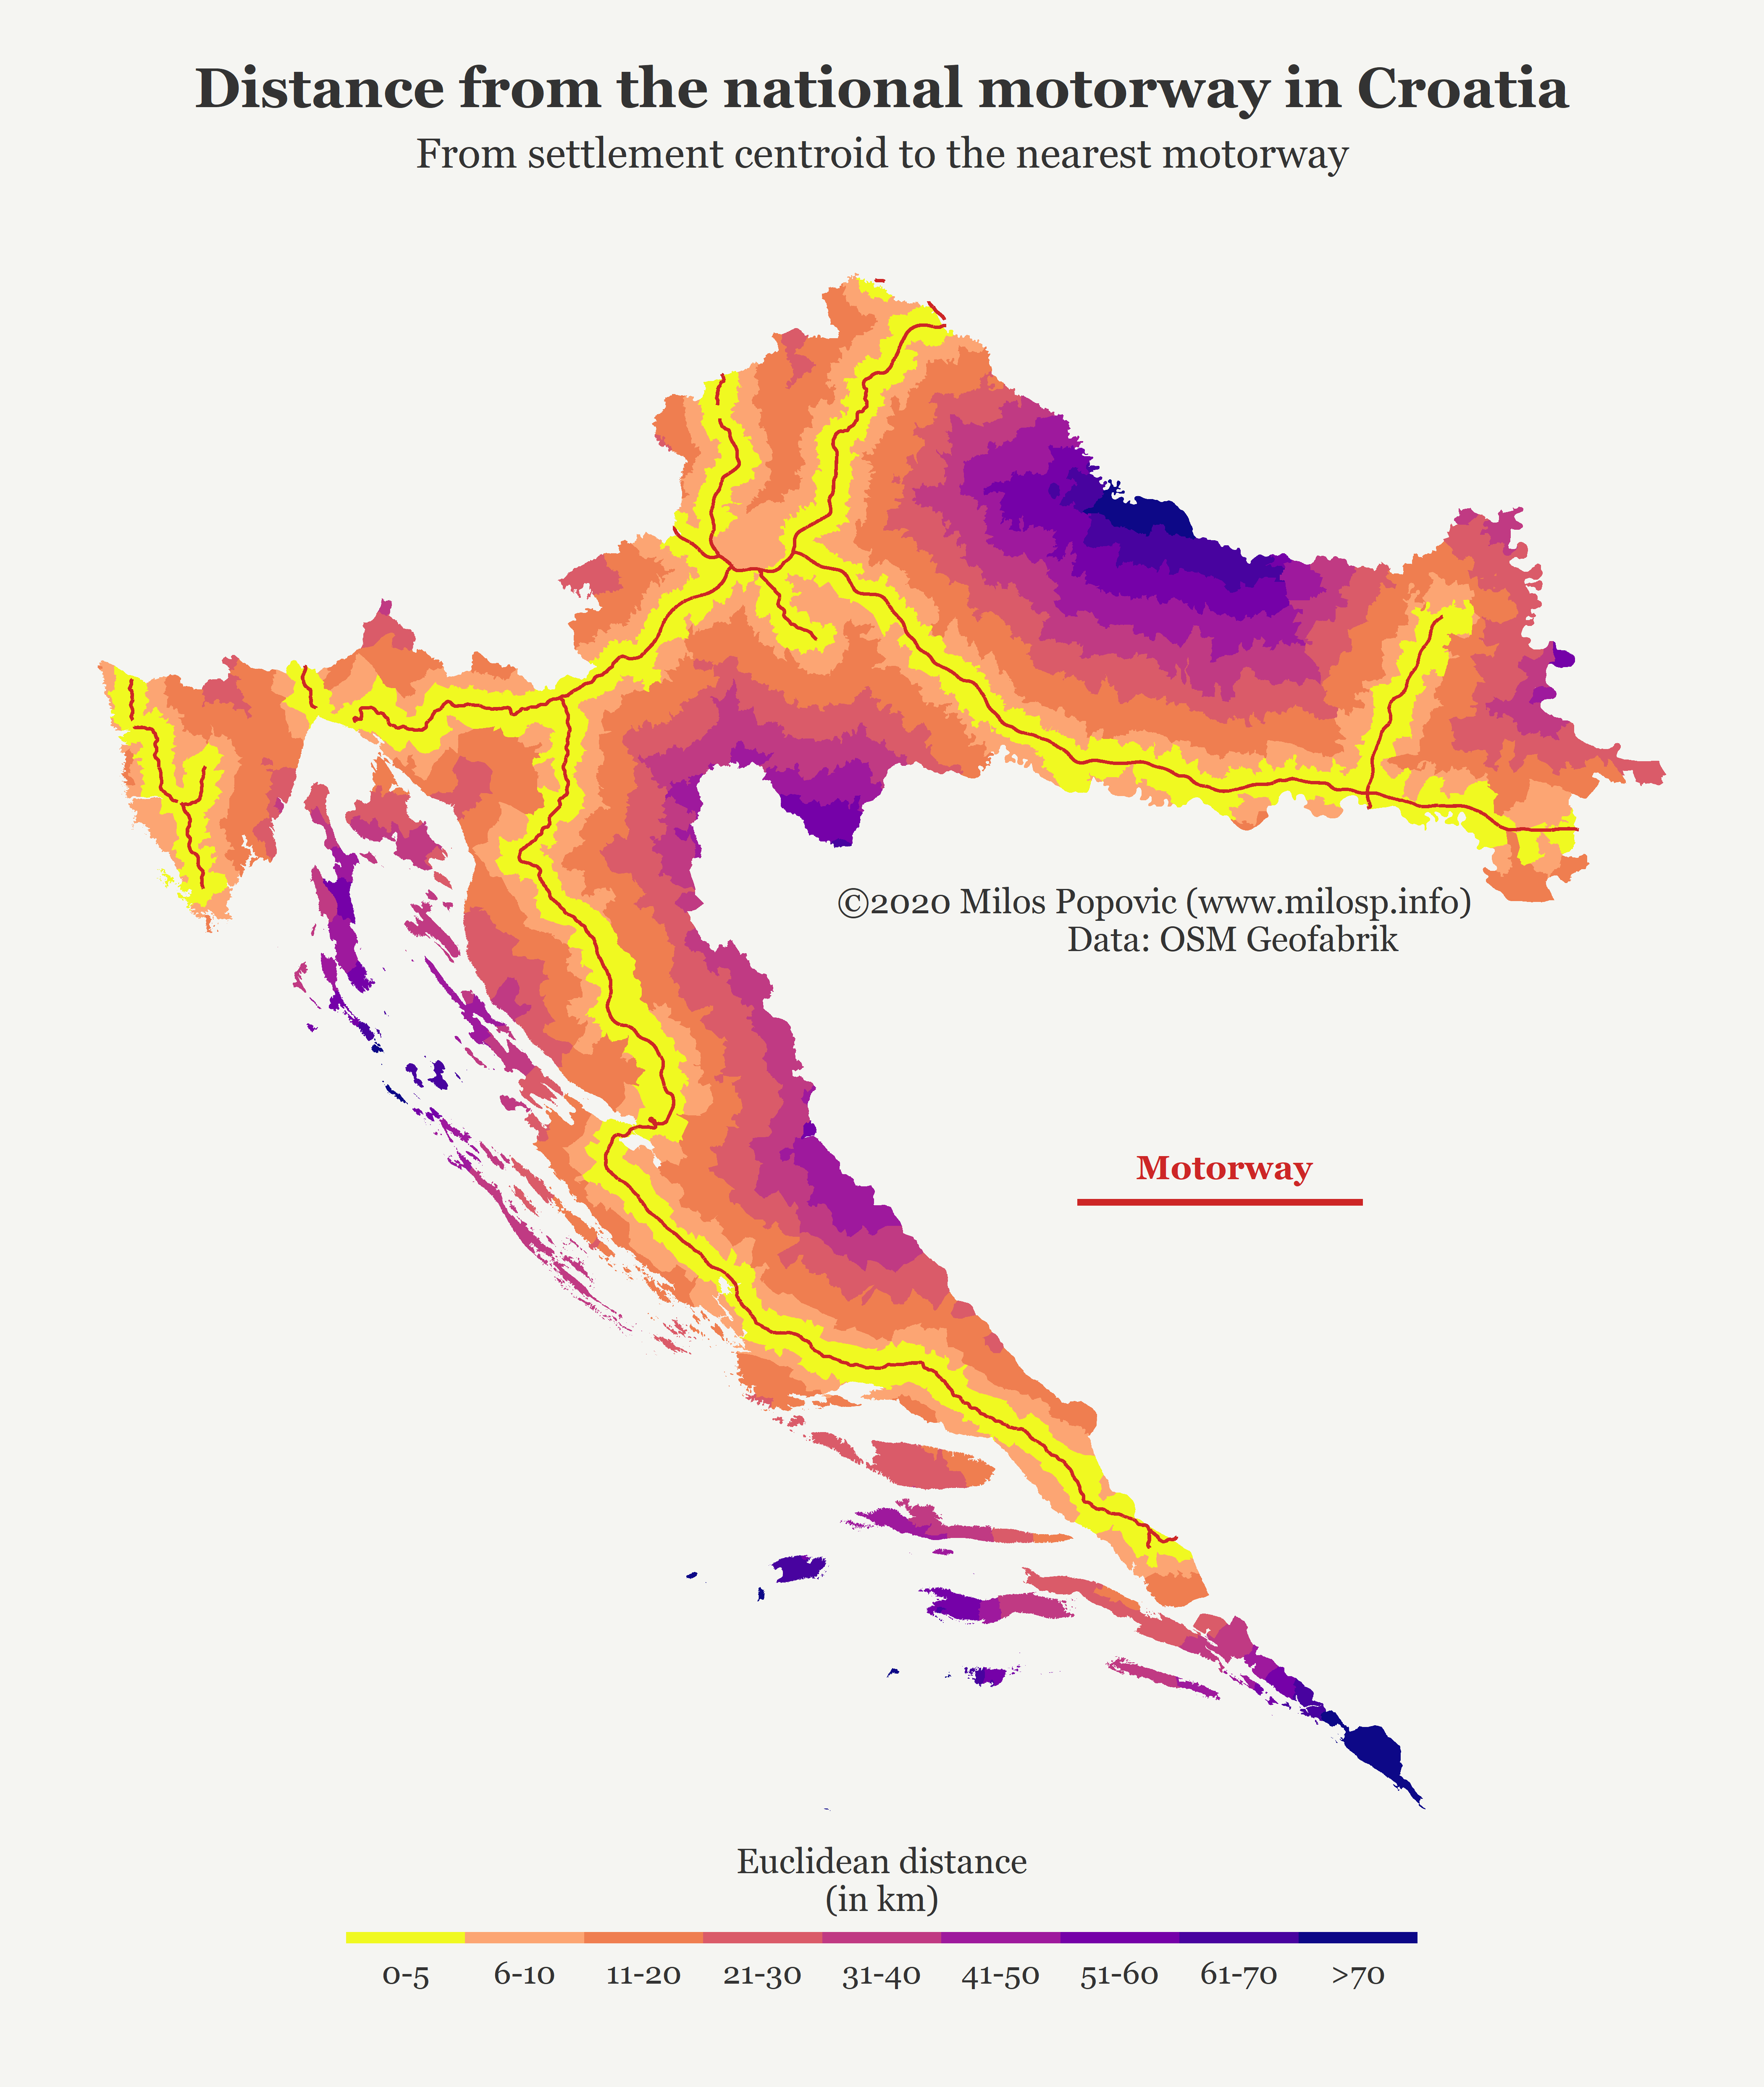 Distance from the national motorway in Croatia
From settlement centroid to the nearest motorway
©2020 Milos Popovic (www.milosp.info)
Data: OSM Geofabrik
Motorway
Euclidean distance
(in km)
0-5 6-10 11-20 21-30 31-40 41-50 51-60 61-70 >70